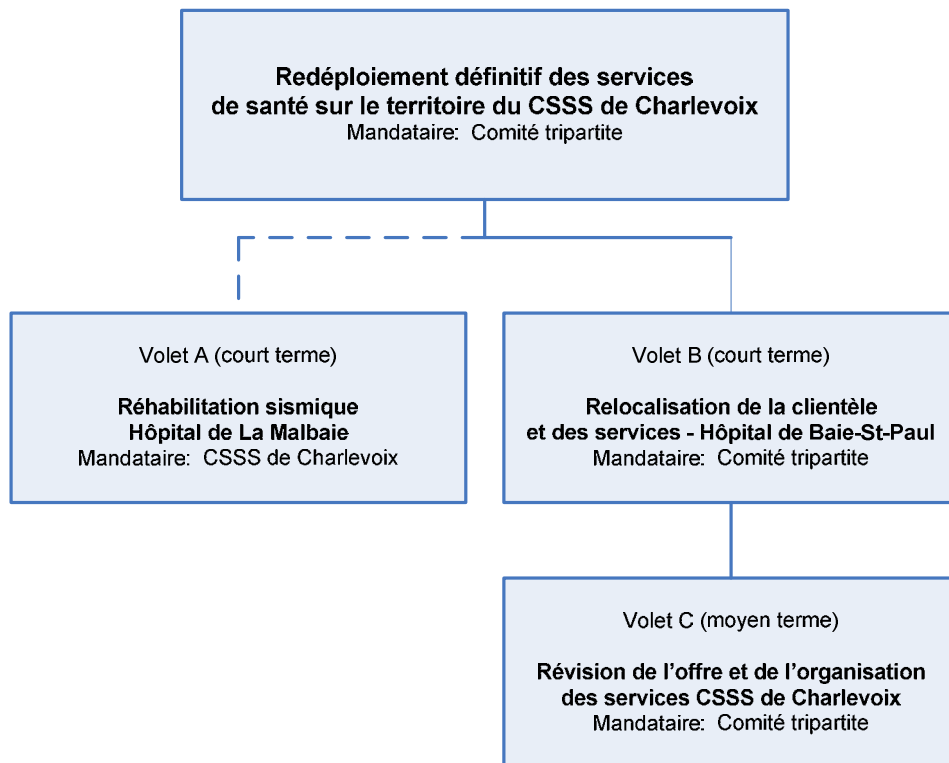 Redéploiement définitif des services
de santé sur le territoire du CSSS de Charlevoix
Mandataire: Comité tripartite
Volet A (court terme)
Réhabilitation sismique
Hôpital de La Malbaie
Mandataire: CSSS de Charlevoix
Volet B (court terme)
Relocalisation de la clientèle
et des services - Hôpital de Baie-St-Paul
Mandataire: Comité tripartite
Volet C (moyen terme)
Révision de l’offre et de l’organisation
des services CSSS de Charlevoix
Mandataire: Comité tripartite